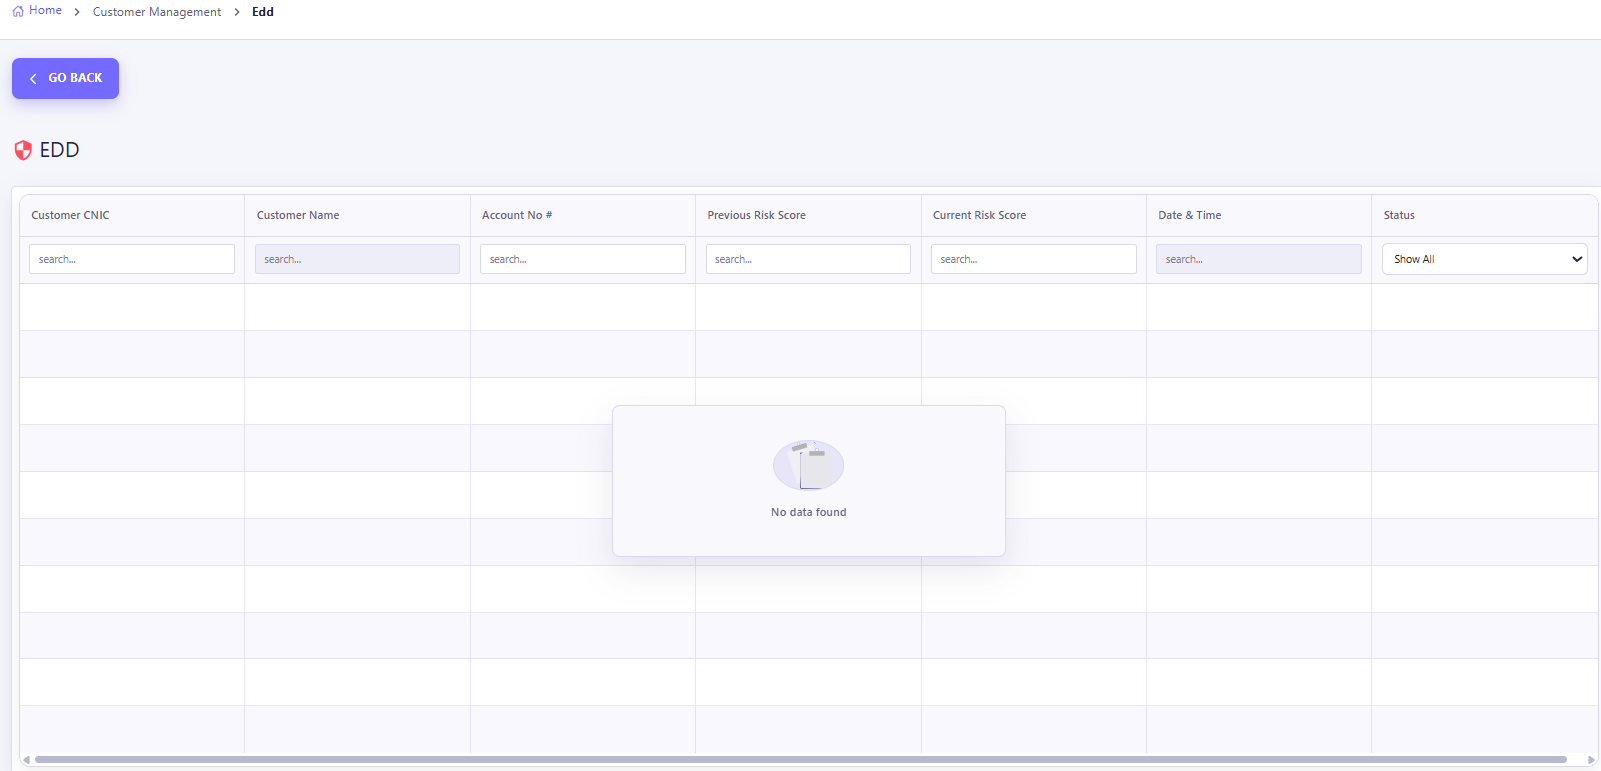 Home > Customer Management > Edd
GO BACK
EDD
Customer CNIC Customer Name Account No # Previous Risk Score Current Risk Score Date & Time Status
search... search... search... search... search... search... Show All
No data found